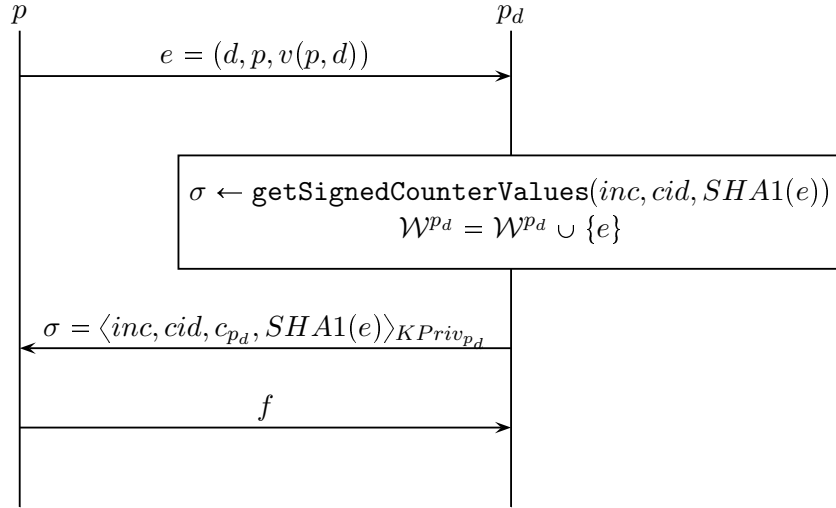 p p_d
e = (d, p, v(p, d))
σ ← getSignedCounterValues(inc, cid, SHA1(e))
𝒲^{p_d} = 𝒲^{p_d} ∪ {e}
σ = ⟨inc, cid, c_{p_d}, SHA1(e)⟩_{KPriv_{p_d}}
f